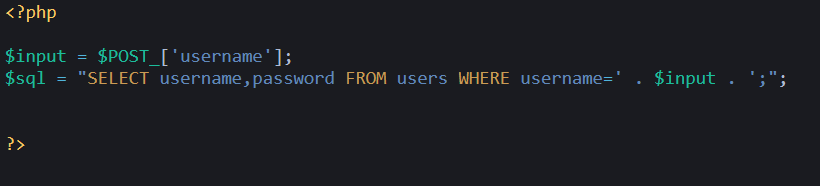 <?php
$input = $POST_['username'];
$sql = "SELECT username,password FROM users WHERE username=' . $input . ';";
?>